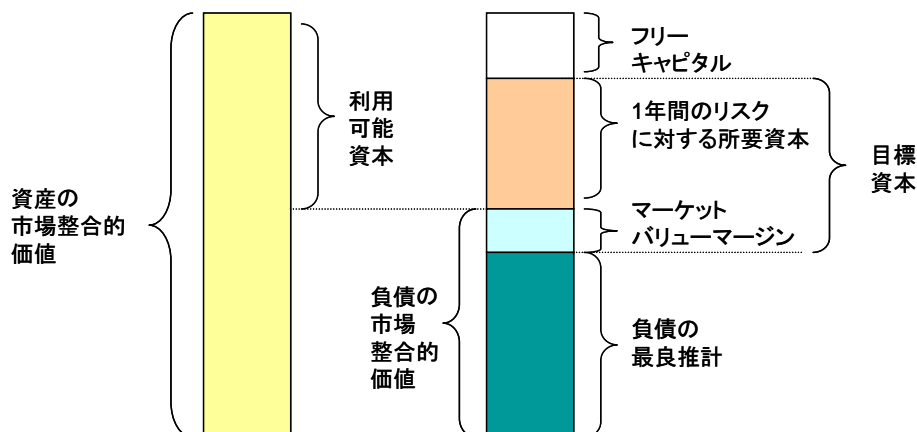 資産の
市場整合的
価値
利用
可能
資本
負債の
市場
整合的
価値
フリー
キャピタル
1年間のリスク
に対する所要資本
マーケット
バリューマージン
負債の
最良推計
目標
資本